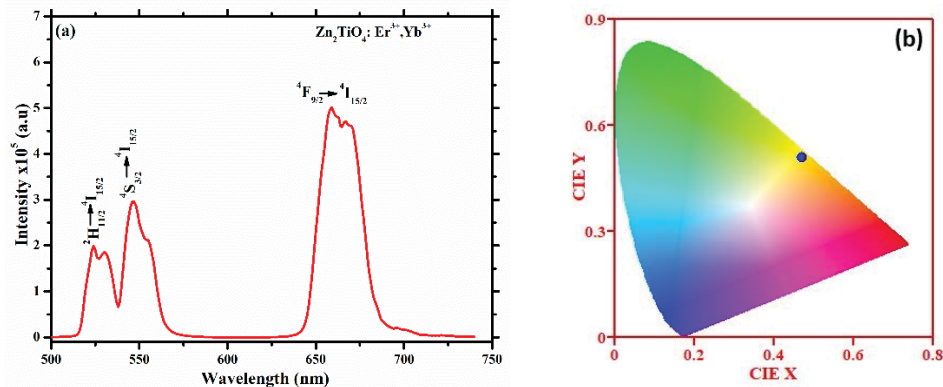 (a)
Zn₂TiO₄: Er³⁺,Yb³⁺
⁴F₉/₂ → ⁴I₁₅/₂
²H₁₁/₂ → ⁴I₁₅/₂
⁴S₃/₂ → ⁴I₁₅/₂
Intensity x10⁵ (a.u)
7
6
5
4
3
2
1
0
500 550 600 650 700 750
Wavelength (nm)
(b)
CIE Y
0.9
0.6
0.3
0
0 0.2 0.4 0.6 0.8
CIE X